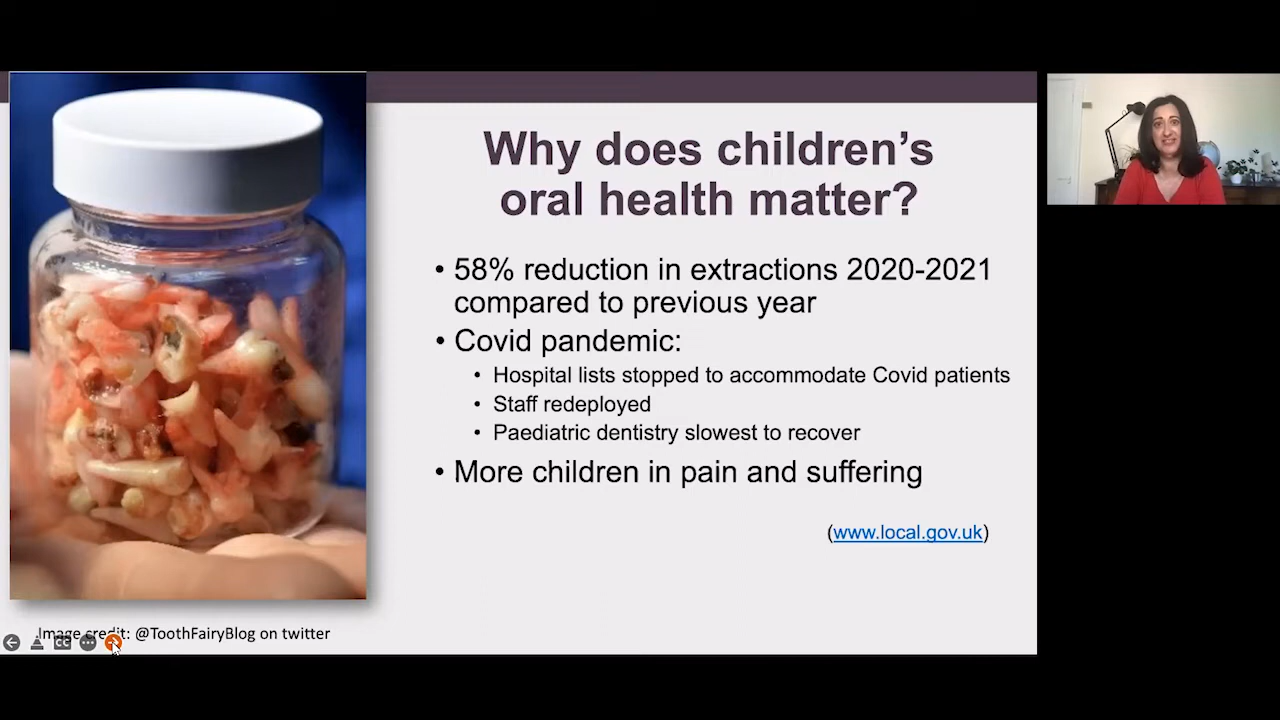 Why does children's
oral health matter?
• 58% reduction in extractions 2020-2021
compared to previous year
• Covid pandemic:
• Hospital lists stopped to accommodate Covid patients
• Staff redeployed
• Paediatric dentistry slowest to recover
• More children in pain and suffering
(www.local.gov.uk)
Image credit: @ToothFairyBlog on twitter
CC